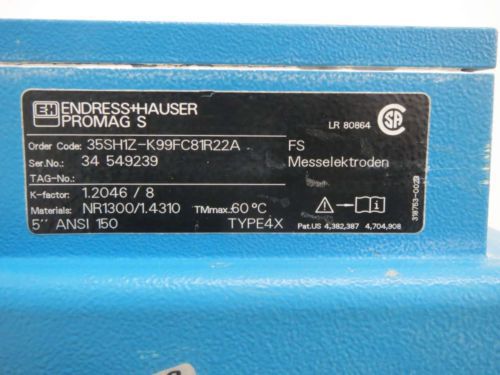 EH ENDRESS+HAUSER
PROMAG S
LR 80864
Order Code: 35SH1Z-K99FC81R22A FS
Ser.No.: 34 549239 Messelektroden
TAG-No.:
K-factor: 1.2046 / 8
Materials: NR1300/1.4310 TMmax. 60 °C
5'' ANSI 150 TYPE4X
Pat.US 4,382,387 4,704,908